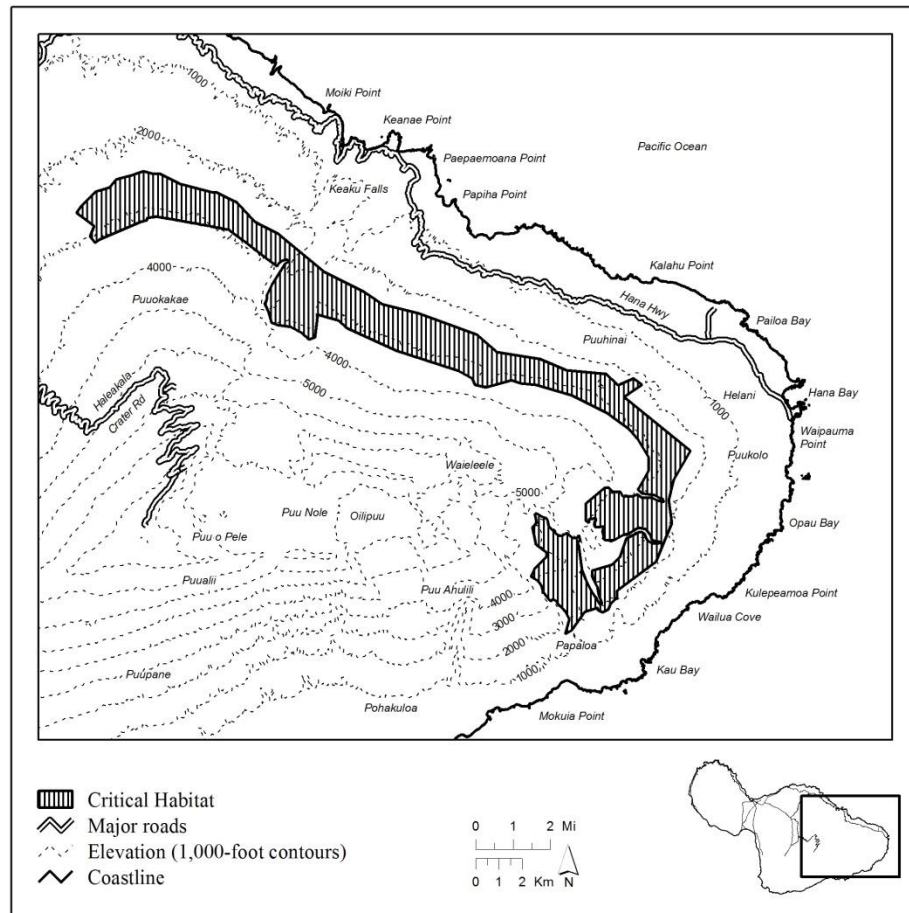 1000
Moiki Point
Keanae Point
2000
Pacific Ocean
Paepaemoana Point
Keaku Falls
Papiha Point
4000
Kalahu Point
Puuokakae
Hana Hwy
Pailoa Bay
Puuhinai
4000
Haleakala
Crater Rd
5000
Helani
Hana Bay
1000
Waipauma
Point
Puukolo
Waieleele
5000
Puu Nole
Oilipuu
Opau Bay
Puu o Pele
Puualii
Puu Ahulili
4000
Kulepeamoa Point
3000
Wailua Cove
2000
Papaloa
Puúpane
1000
Kau Bay
Pohakuloa
Mokuia Point
Critical Habitat
Major roads
Elevation (1,000-foot contours)
Coastline
0 1 2 Mi
0 1 2 Km
N